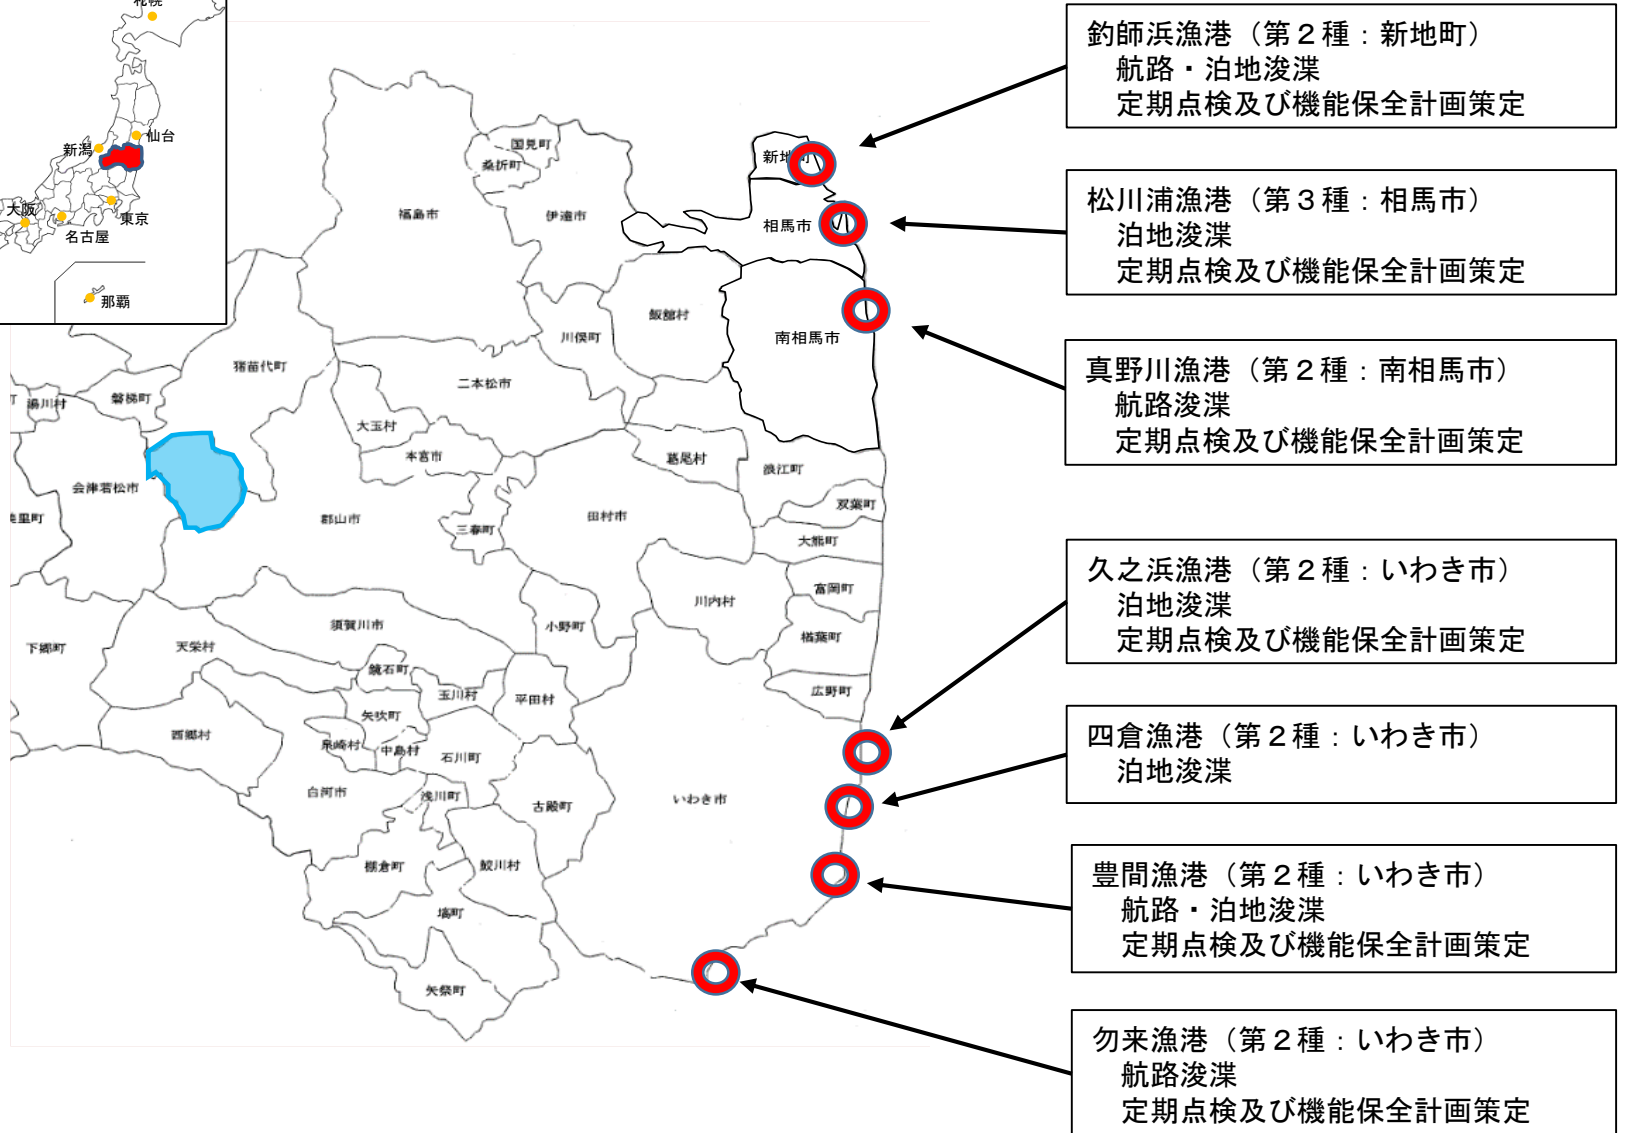 札幌
仙台
新潟
東京
大阪
名古屋
那覇
釣師浜漁港（第２種：新地町）
航路・泊地浚渫
定期点検及び機能保全計画策定
松川浦漁港（第３種：相馬市）
泊地浚渫
定期点検及び機能保全計画策定
真野川漁港（第２種：南相馬市）
航路浚渫
定期点検及び機能保全計画策定
久之浜漁港（第２種：いわき市）
泊地浚渫
定期点検及び機能保全計画策定
四倉漁港（第２種：いわき市）
泊地浚渫
豊間漁港（第２種：いわき市）
航路・泊地浚渫
定期点検及び機能保全計画策定
勿来漁港（第２種：いわき市）
航路浚渫
定期点検及び機能保全計画策定
国見町
桑折町
新地町
福島市
伊達市
相馬市
飯舘村
川俣町
南相馬市
猪苗代町
二本松市
磐梯町
湯川村
大玉村
本宮市
葛尾村
浪江町
会津若松市
双葉町
美里町
郡山市
三春町
田村市
大熊町
富岡町
川内村
須賀川市
小野町
楢葉町
下郷町
天栄村
鏡石町
玉川村
平田村
広野町
矢吹町
西郷村
泉崎村
中島村
石川町
白河市
浅川町
古殿町
いわき市
棚倉町
鮫川村
塙町
矢祭町